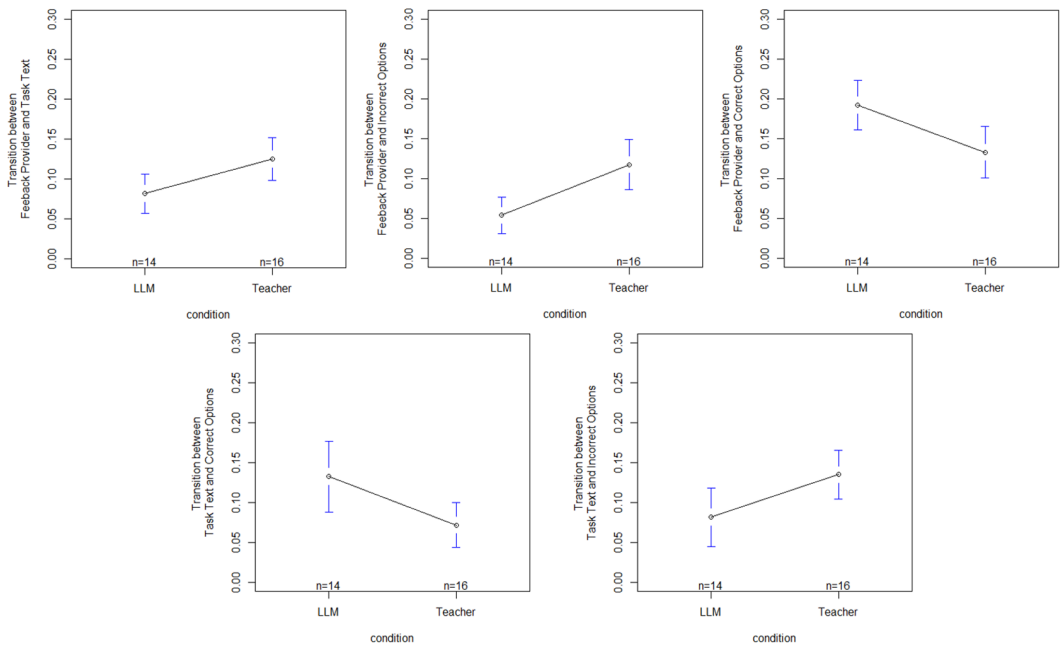 Transition between
Feeback Provider and Task Text
0.00 0.05 0.10 0.15 0.20 0.25 0.30
n=14 n=16
LLM Teacher
condition
Transition between
Feeback Provider and Incorrect Options
0.00 0.05 0.10 0.15 0.20 0.25 0.30
n=14 n=16
LLM Teacher
condition
Transition between
Feeback Provider and Correct Options
0.00 0.05 0.10 0.15 0.20 0.25 0.30
n=14 n=16
LLM Teacher
condition
Transition between
Task Text and Correct Options
0.00 0.05 0.10 0.15 0.20 0.25 0.30
n=14 n=16
LLM Teacher
condition
Transition between
Task Text and Incorrect Options
0.00 0.05 0.10 0.15 0.20 0.25 0.30
n=14 n=16
LLM Teacher
condition